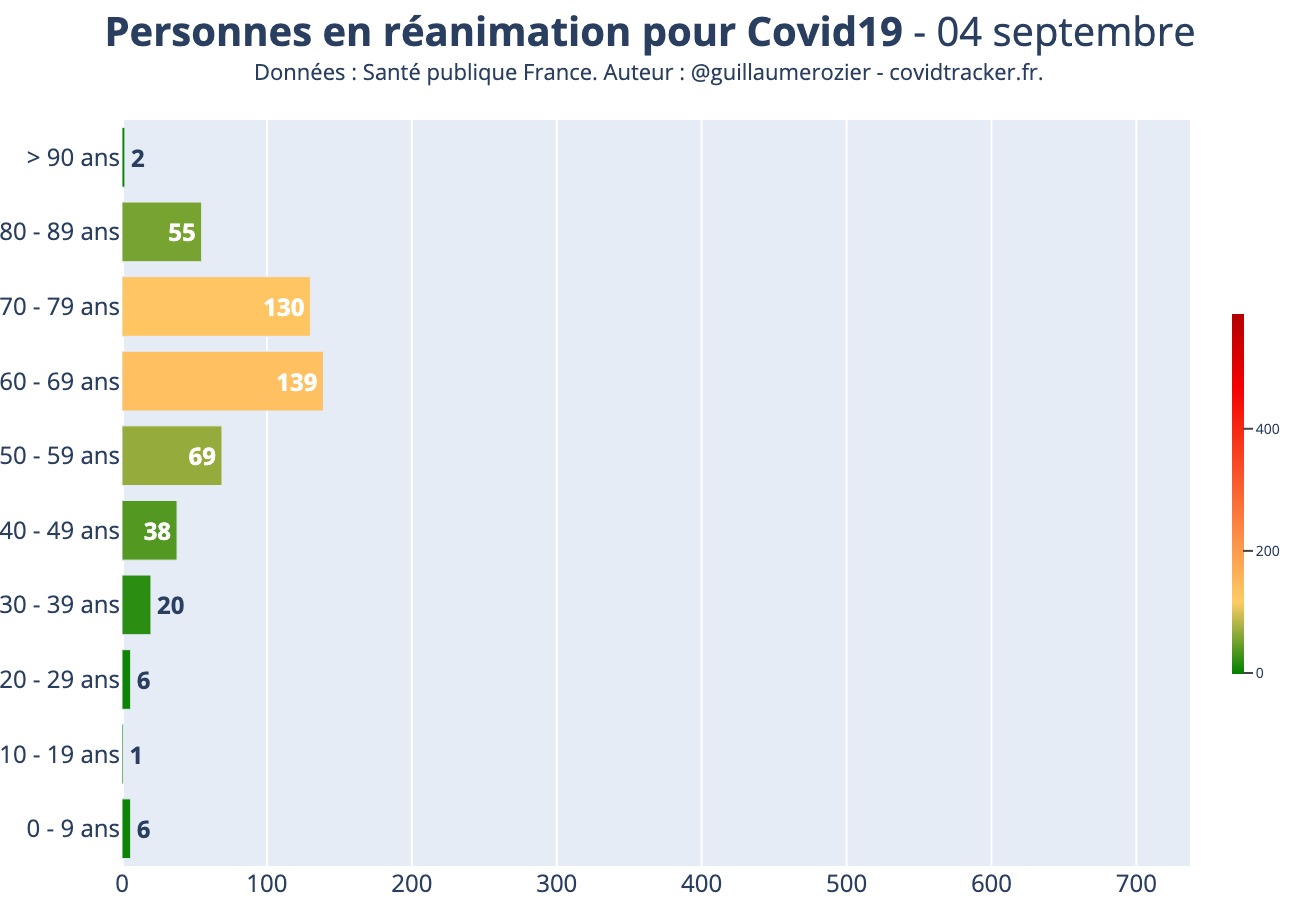 Personnes en réanimation pour Covid19 - 04 septembre
Données : Santé publique France. Auteur : @guillaumerozier - covidtracker.fr.
> 90 ans 2
80 - 89 ans 55
70 - 79 ans 130
60 - 69 ans 139
50 - 59 ans 69
40 - 49 ans 38
30 - 39 ans 20
20 - 29 ans 6
10 - 19 ans 1
0 - 9 ans 6
0 100 200 300 400 500 600 700
400
200
0